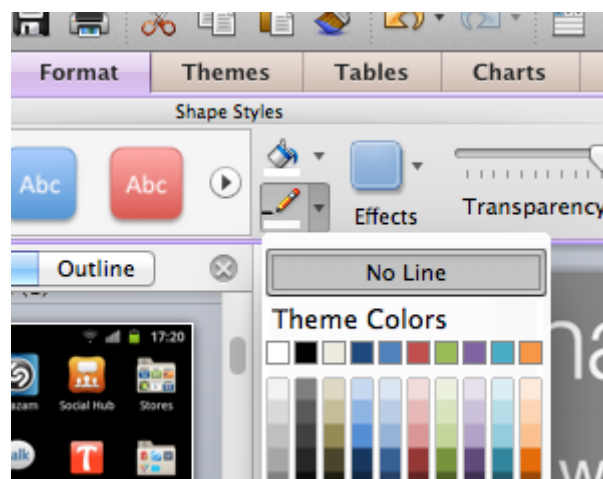 Format Themes Tables Charts
Shape Styles
Abc Abc
Effects Transparency
Outline
No Line
Theme Colors
17:20
Social Hub Stores